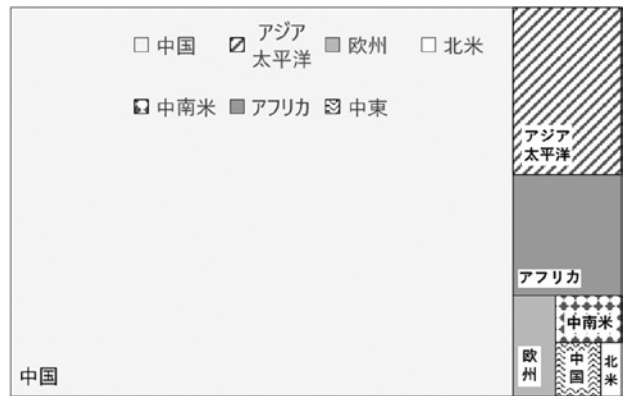 中国
アジア
太平洋
欧州
北米
中南米
アフリカ
中東
アジア
太平洋
アフリカ
中南米
欧
州
中
国
北
米
中国